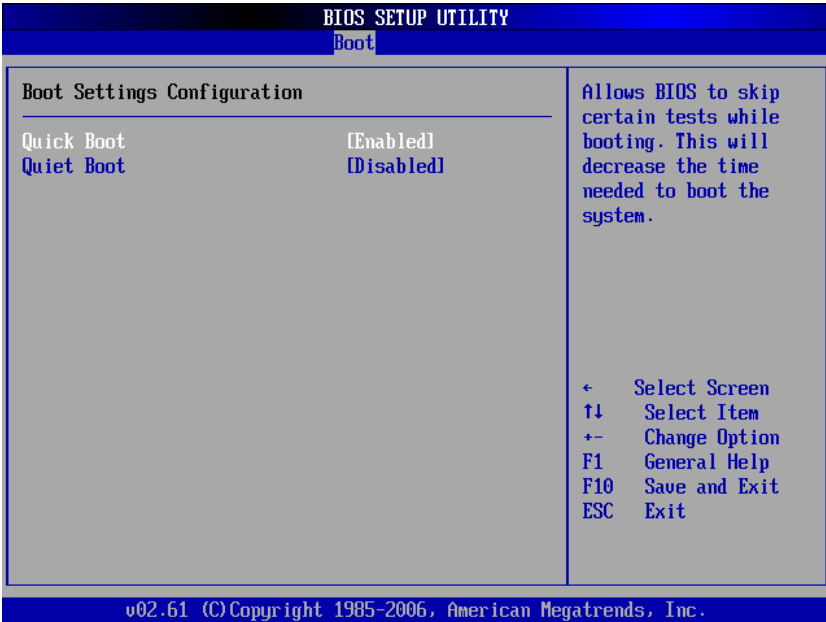 BIOS SETUP UTILITY
Boot
Boot Settings Configuration
Quick Boot [Enabled]
Quiet Boot [Disabled]
Allows BIOS to skip
certain tests while
booting. This will
decrease the time
needed to boot the
system.
← Select Screen
↑↓ Select Item
+- Change Option
F1 General Help
F10 Save and Exit
ESC Exit
v02.61 (C)Copyright 1985-2006, American Megatrends, Inc.